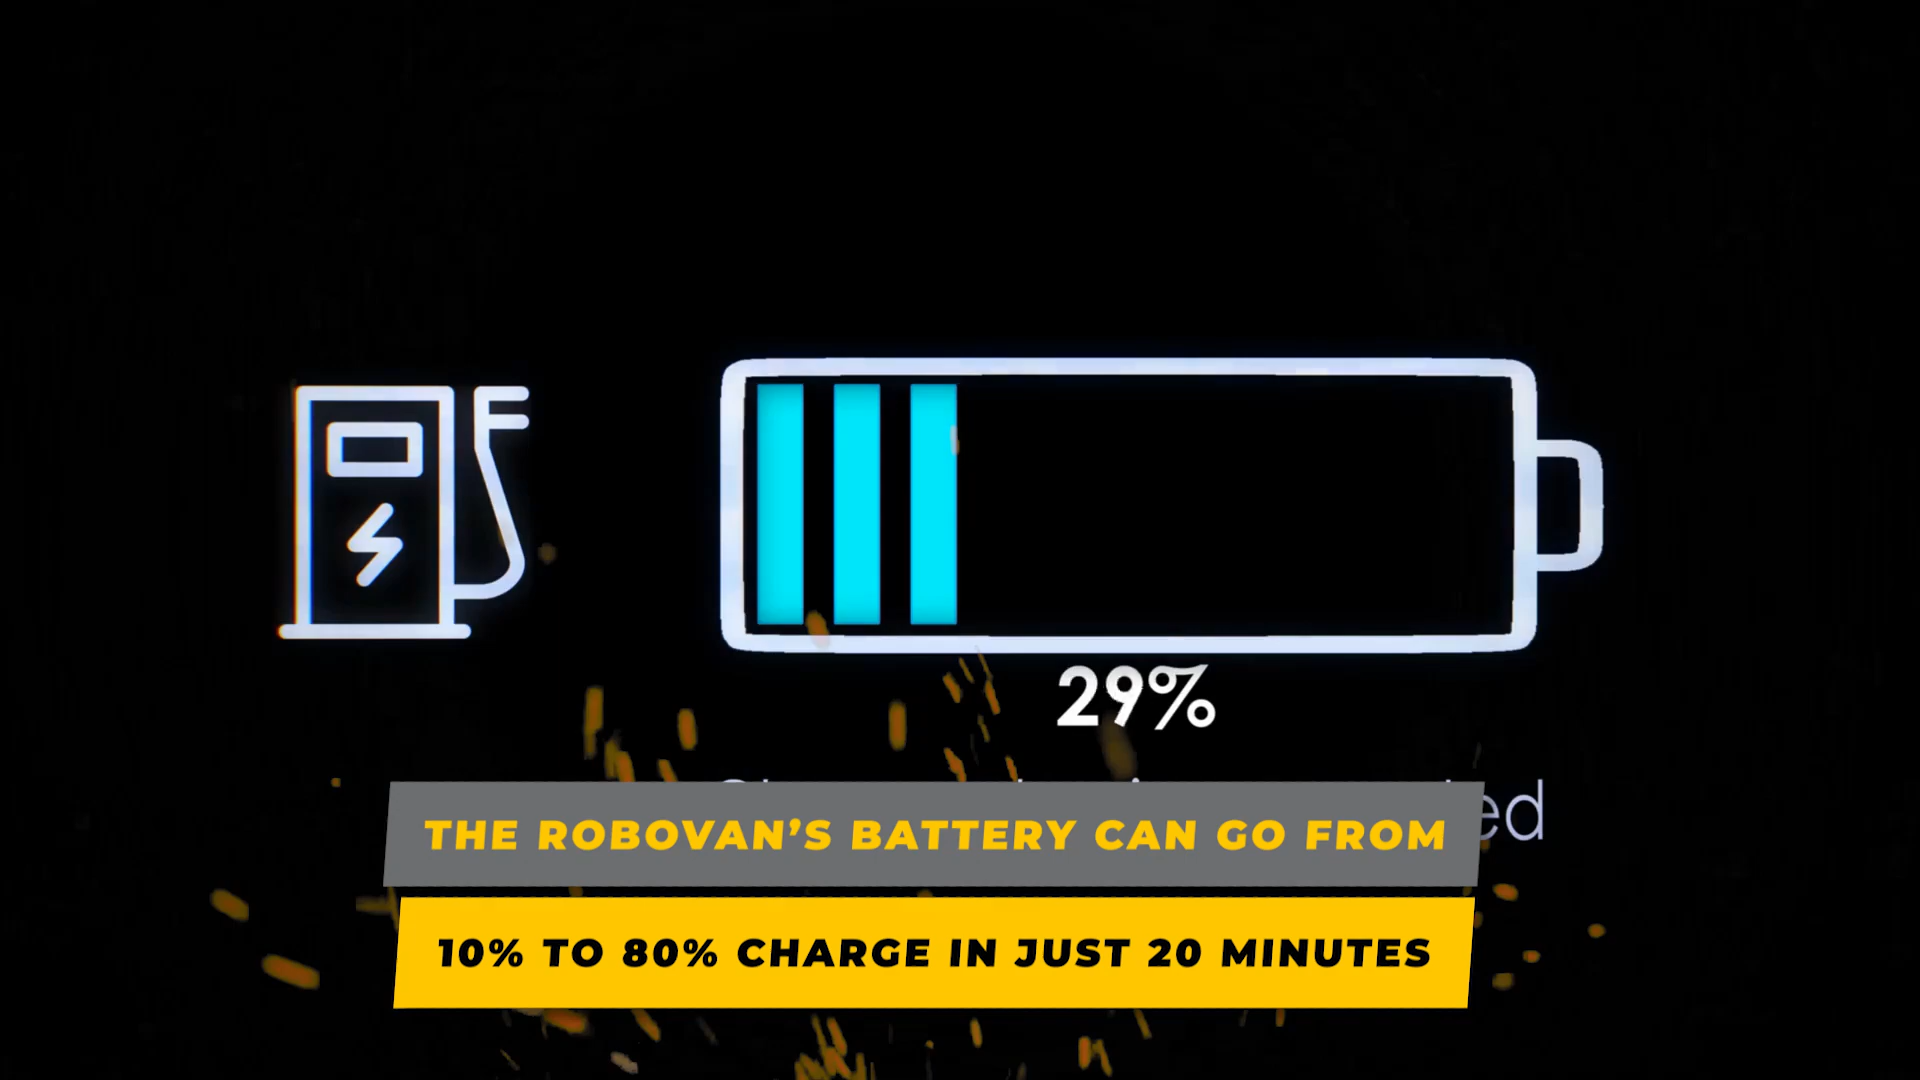 29%
THE ROBOVAN’S BATTERY CAN GO FROM
10% TO 80% CHARGE IN JUST 20 MINUTES